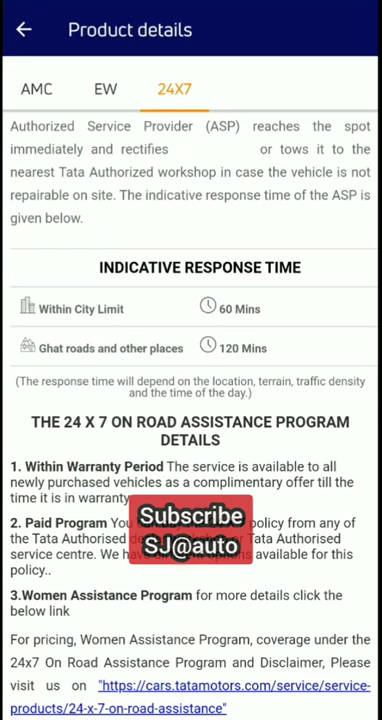 Product details
AMC EW 24X7
Authorized Service Provider (ASP) reaches the spot
immediately and rectifies or tows it to the
nearest Tata Authorized workshop in case the vehicle is not
repairable on site. The indicative response time of the ASP is
given below.
INDICATIVE RESPONSE TIME
Within City Limit 60 Mins
Ghat roads and other places 120 Mins
(The response time will depend on the location, terrain, traffic density
and the time of the day.)
THE 24 X 7 ON ROAD ASSISTANCE PROGRAM
DETAILS
1. Within Warranty Period The service is available to all
newly purchased vehicles as a complimentary offer till the
time it is in warranty
2. Paid Program You policy from any of
the Tata Authorised Tata Authorised
service centre. We available for this
policy..
Subscribe
SJ@auto
3.Women Assistance Program for more details click the
below link
For pricing, Women Assistance Program, coverage under the
24x7 On Road Assistance Program and Disclaimer, Please
visit us on "https://cars.tatamotors.com/service/service-
products/24-x-7-on-road-assistance"